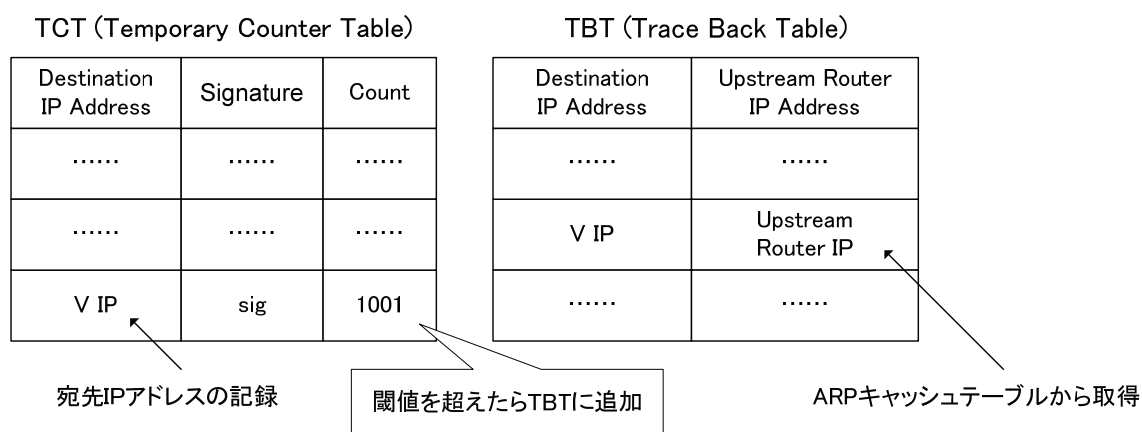 TCT (Temporary Counter Table)
Destination IP Address
Signature
Count
……
……
……
……
……
……
V IP
sig
1001
宛先IPアドレスの記録
閾値を超えたらTBTに追加
TBT (Trace Back Table)
Destination IP Address
Upstream Router IP Address
……
……
V IP
Upstream Router IP
……
……
ARPキャッシュテーブルから取得